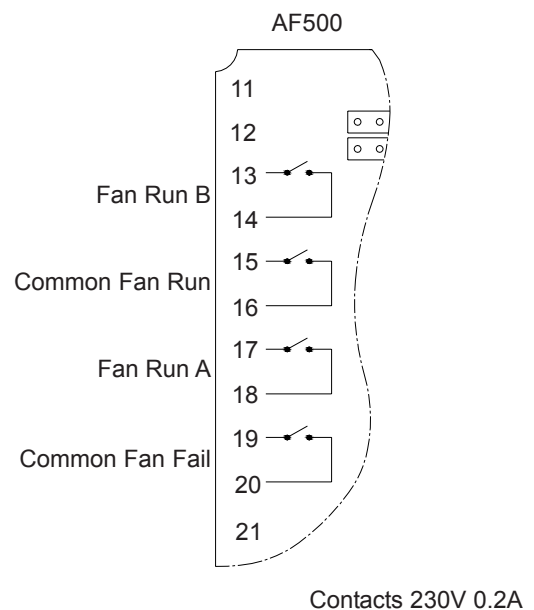 AF500
11
12
13
Fan Run B
14
15
Common Fan Run
16
17
Fan Run A
18
19
Common Fan Fail
20
21
Contacts 230V 0.2A